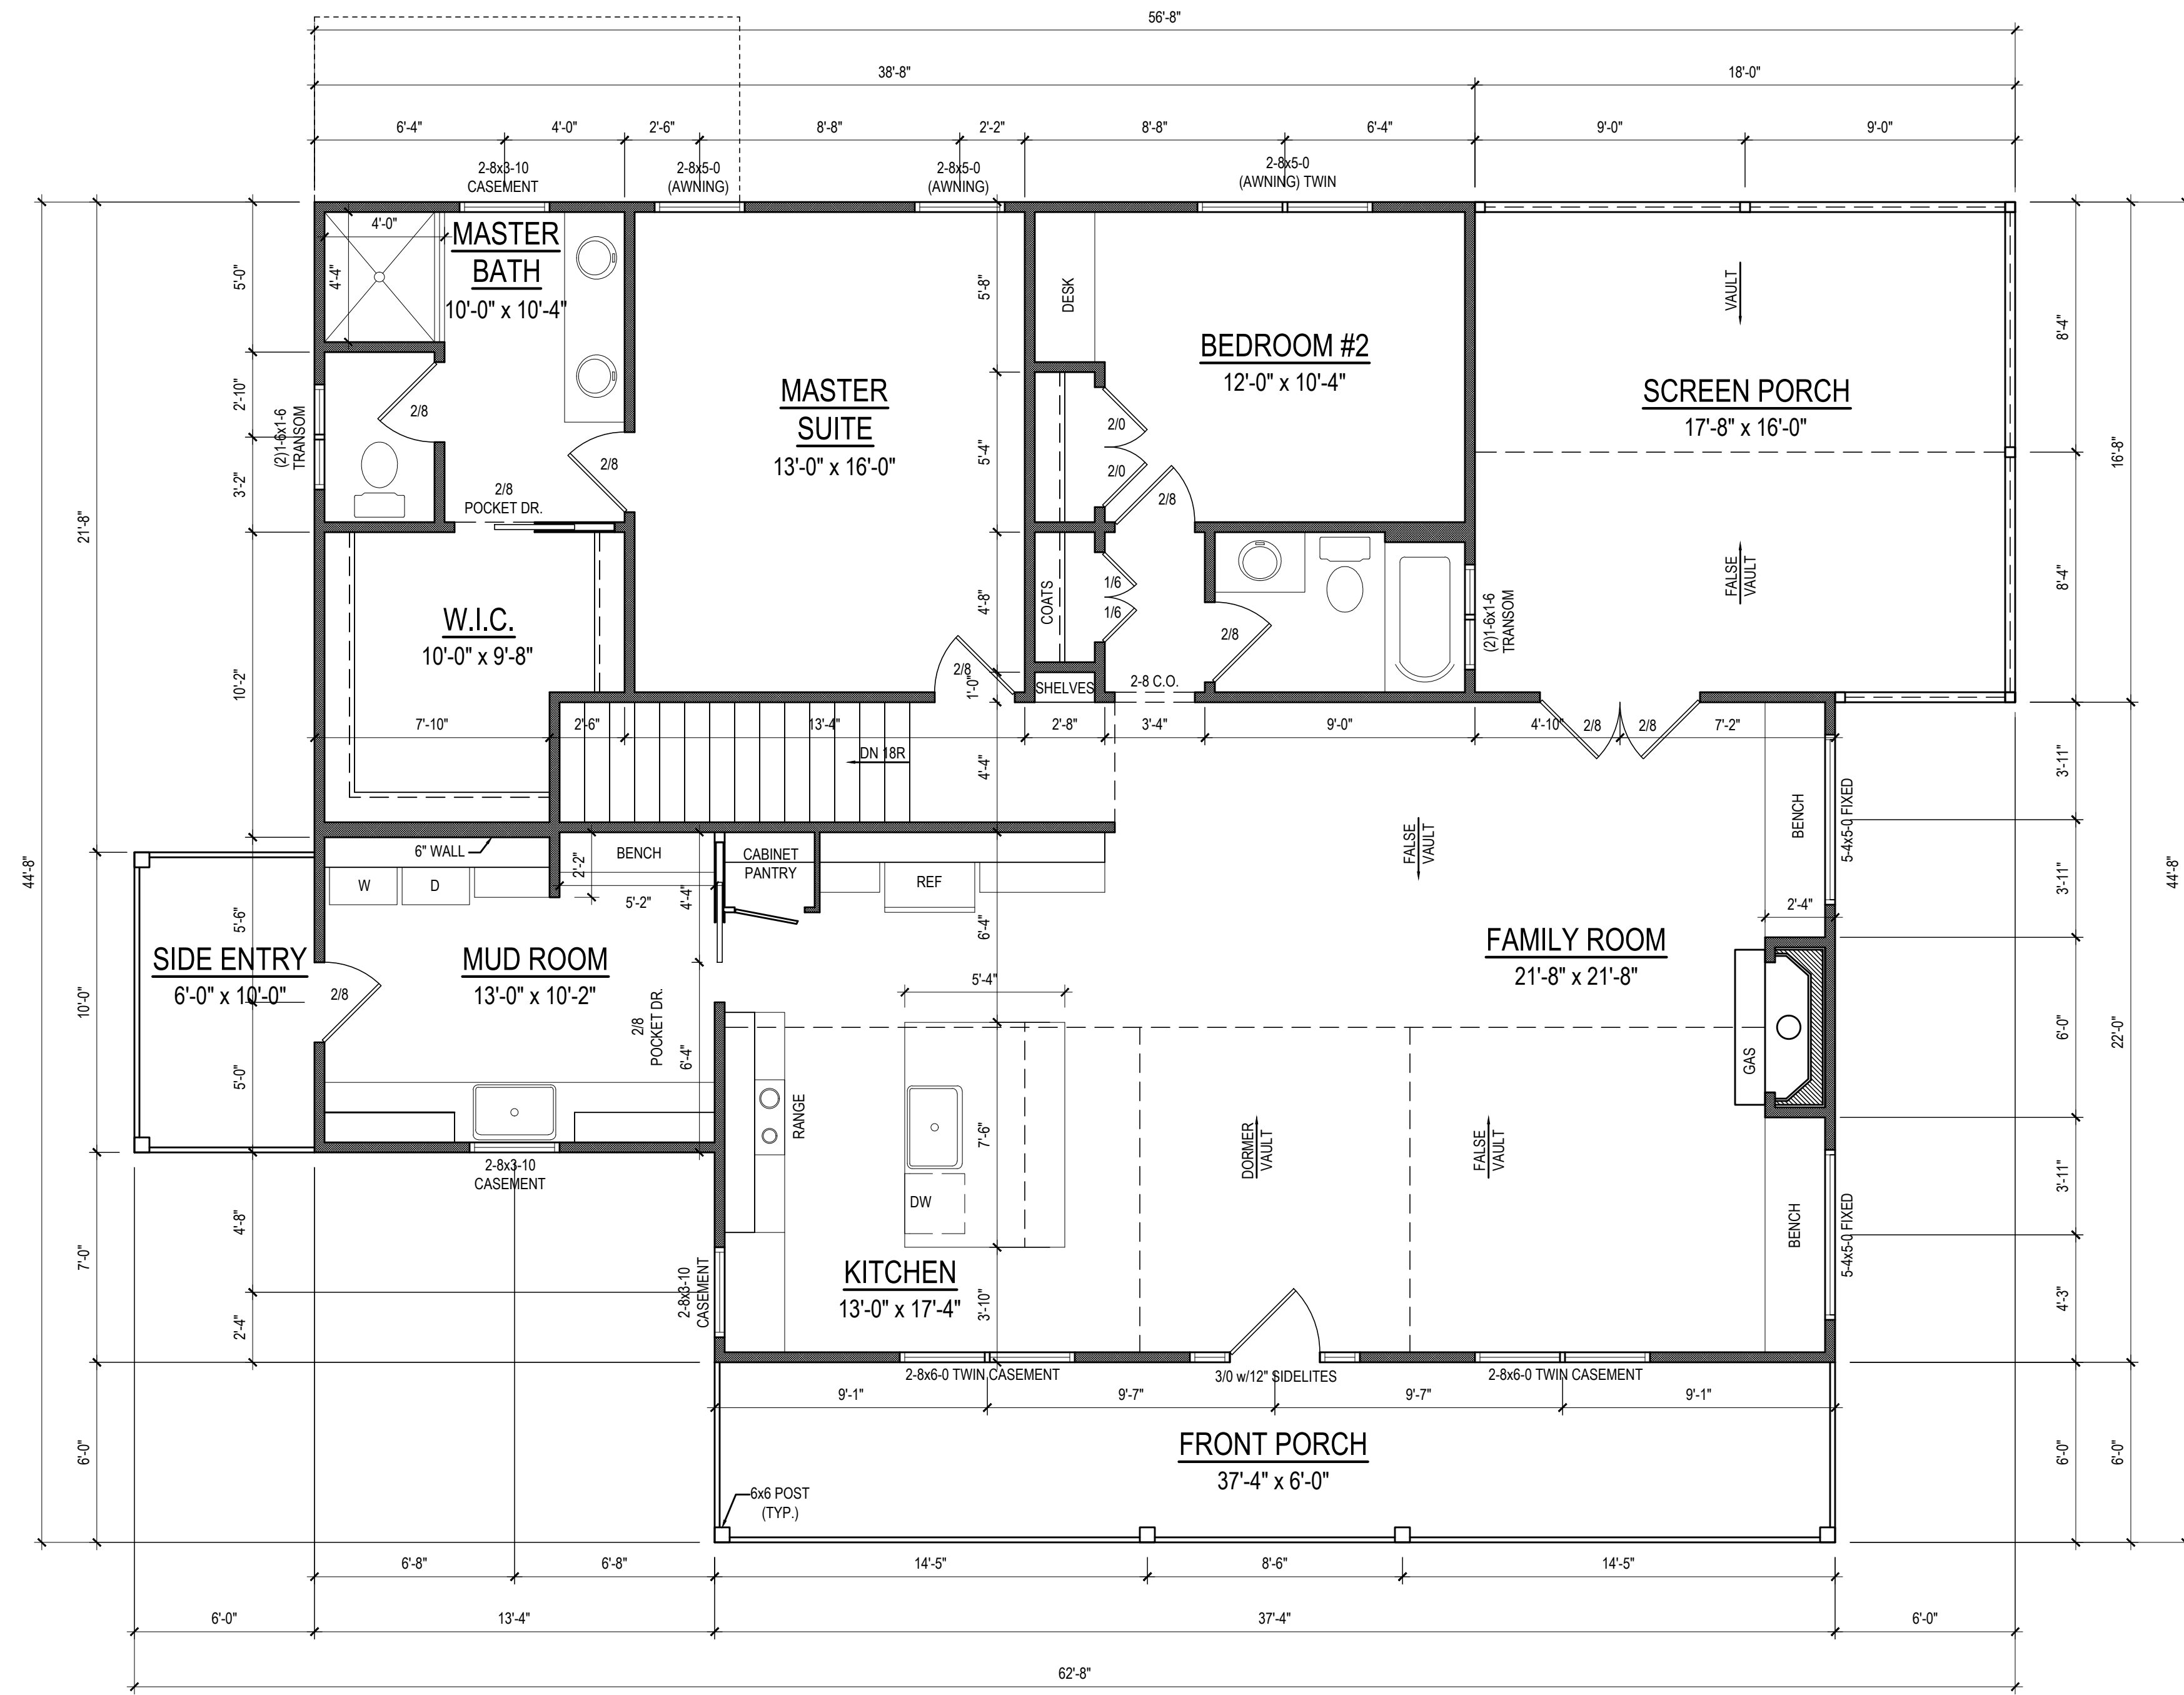 56'-8"
38'-8"
18'-0"
6'-4"
4'-0"
2'-6"
8'-8"
2'-2"
8'-8"
6'-4"
9'-0"
9'-0"
2-8x3-10
CASEMENT
2-8x5-0
(AWNING)
2-8x5-0
(AWNING)
2-8x5-0
(AWNING) TWIN
4'-0"
4'-4"
MASTER
BATH
10'-0" x 10'-4"
5'-0"
2'-10"
3'-2"
(2)1-6x1-6
TRANSOM
2/8
2/8
POCKET DR.
2/8
MASTER
SUITE
13'-0" x 16'-0"
5'-8"
5'-4"
4'-8"
1'-0"
DESK
BEDROOM #2
12'-0" x 10'-4"
2/0
2/0
2/8
SCREEN PORCH
17'-8" x 16'-0"
VAULT
FALSE
VAULT
8'-4"
8'-4"
16'-8"
21'-8"
10'-2"
W.I.C.
10'-0" x 9'-8"
COATS
1/6
1/6
2/8
(2)1-6x1-6
TRANSOM
2/8
SHELVES
2-8 C.O.
7'-10"
2'-6"
13'-4"
2'-8"
3'-4"
9'-0"
4'-10"
2/8
2/8
7'-2"
DN 18R
4'-4"
BENCH
5-4x5-0 FIXED
3'-11"
3'-11"
44'-8"
44'-8"
6" WALL
W
D
BENCH
2'-2"
5'-2"
4'-4"
CABINET
PANTRY
REF
6'-4"
FALSE
VAULT
2'-4"
5'-6"
SIDE ENTRY
6'-0" x 10'-0"
2/8
MUD ROOM
13'-0" x 10'-2"
FAMILY ROOM
21'-8" x 21'-8"
10'-0"
5'-0"
2/8
POCKET DR.
6'-4"
5'-4"
RANGE
7'-6"
DW
GAS
6'-0"
22'-0"
DORMER
VAULT
FALSE
VAULT
2-8x3-10
CASEMENT
BENCH
5-4x5-0 FIXED
3'-11"
4'-3"
7'-0"
4'-8"
2'-4"
2-8x3-10
CASEMENT
KITCHEN
13'-0" x 17'-4"
3'-10"
2-8x6-0 TWIN CASEMENT
3/0 w/12" SIDELITES
2-8x6-0 TWIN CASEMENT
9'-1"
9'-7"
9'-7"
9'-1"
6'-0"
FRONT PORCH
37'-4" x 6'-0"
6'-0"
6'-0"
6x6 POST
(TYP.)
6'-8"
6'-8"
14'-5"
8'-6"
14'-5"
6'-0"
13'-4"
37'-4"
6'-0"
62'-8"